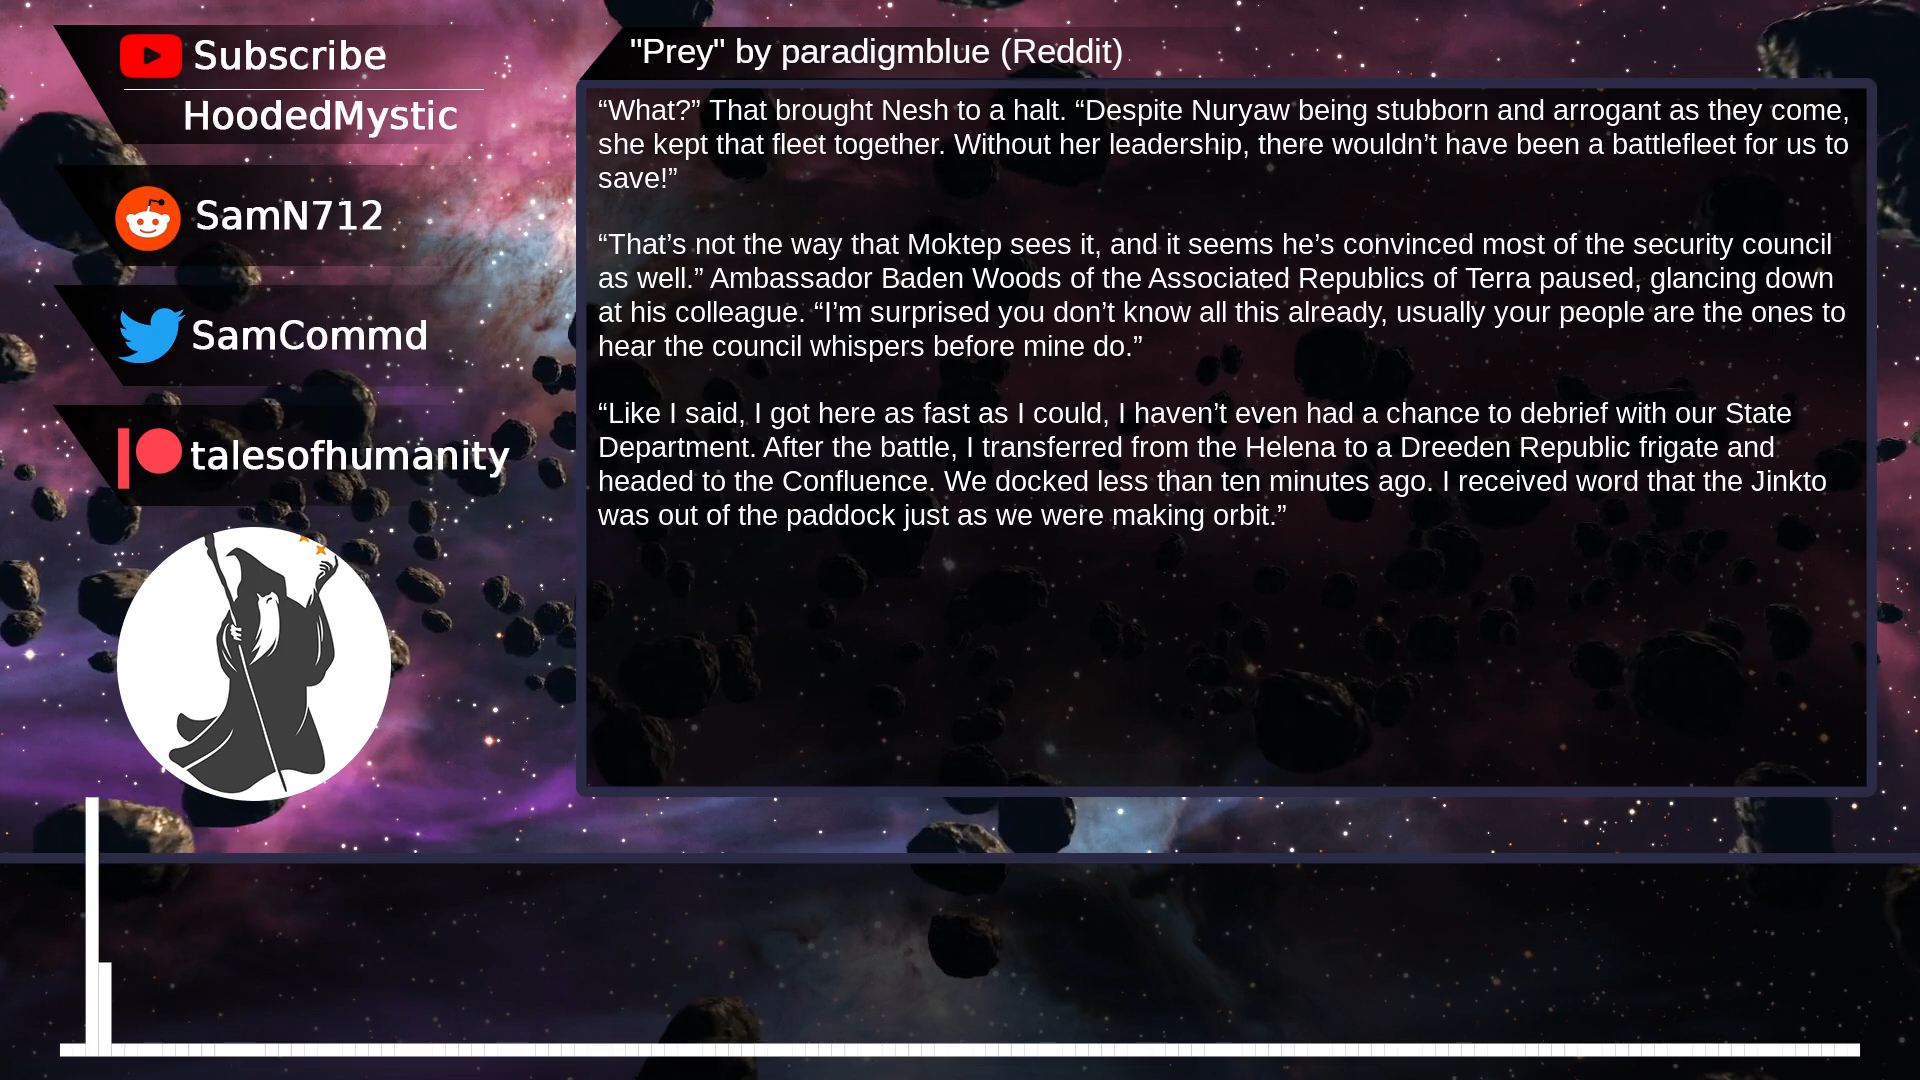 Subscribe
HoodedMystic
SamN712
SamCommd
talesofhumanity
"Prey" by paradigmblue (Reddit)
“What?” That brought Nesh to a halt. “Despite Nuryaw being stubborn and arrogant as they come,
she kept that fleet together. Without her leadership, there wouldn’t have been a battlefleet for us to
save!”
“That’s not the way that Moktep sees it, and it seems he’s convinced most of the security council
as well.” Ambassador Baden Woods of the Associated Republics of Terra paused, glancing down
at his colleague. “I’m surprised you don’t know all this already, usually your people are the ones to
hear the council whispers before mine do.”
“Like I said, I got here as fast as I could, I haven’t even had a chance to debrief with our State
Department. After the battle, I transferred from the Helena to a Dreeden Republic frigate and
headed to the Confluence. We docked less than ten minutes ago. I received word that the Jinkto
was out of the paddock just as we were making orbit.”